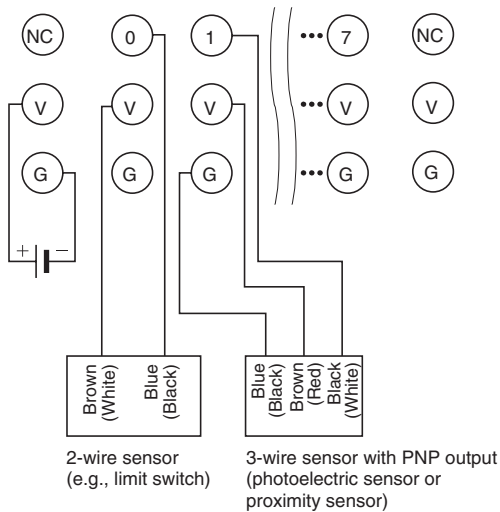 NC 0 1 ••• 7 NC
V V V ••• V V
G G G ••• G G
+ −
Brown (White)
Blue (Black)
Blue (Black)
Brown (Red)
Black (White)
2-wire sensor
(e.g., limit switch)
3-wire sensor with PNP output
(photoelectric sensor or
proximity sensor)